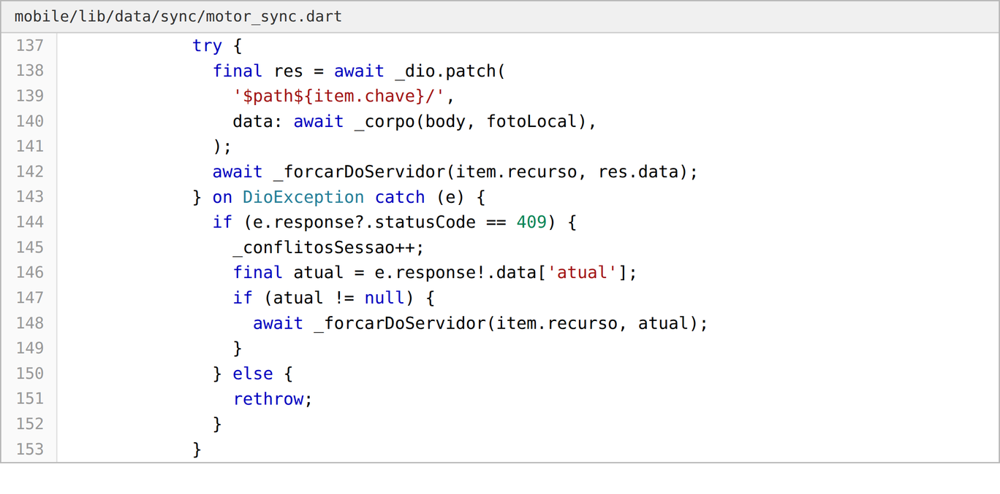 mobile/lib/data/sync/motor_sync.dart
137 try {
138 final res = await _dio.patch(
139 '$path${item.chave}/',
140 data: await _corpo(body, fotoLocal),
141 );
142 await _forcarDoServidor(item.recurso, res.data);
143 } on DioException catch (e) {
144 if (e.response?.statusCode == 409) {
145 _conflitosSessao++;
146 final atual = e.response!.data['atual'];
147 if (atual != null) {
148 await _forcarDoServidor(item.recurso, atual);
149 }
150 } else {
151 rethrow;
152 }
153 }